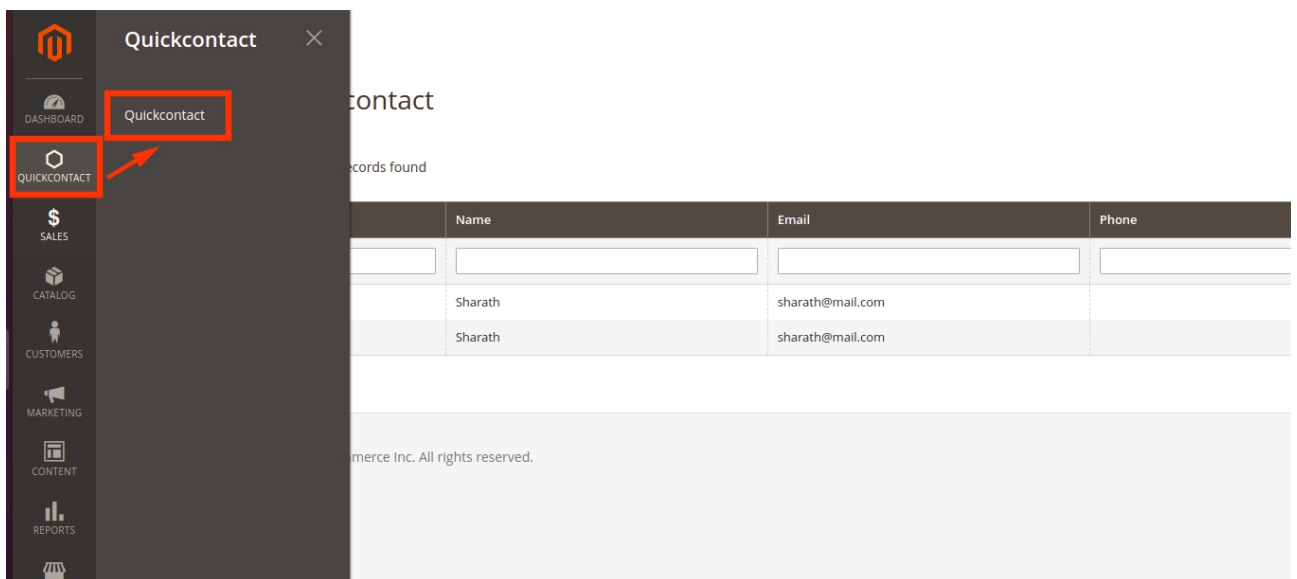 Quickcontact
Quickcontact
DASHBOARD
QUICKCONTACT
$
SALES
CATALOG
CUSTOMERS
MARKETING
CONTENT
REPORTS
contact
ecords found
Name Email Phone
Sharath sharath@mail.com
Sharath sharath@mail.com
merce Inc. All rights reserved.